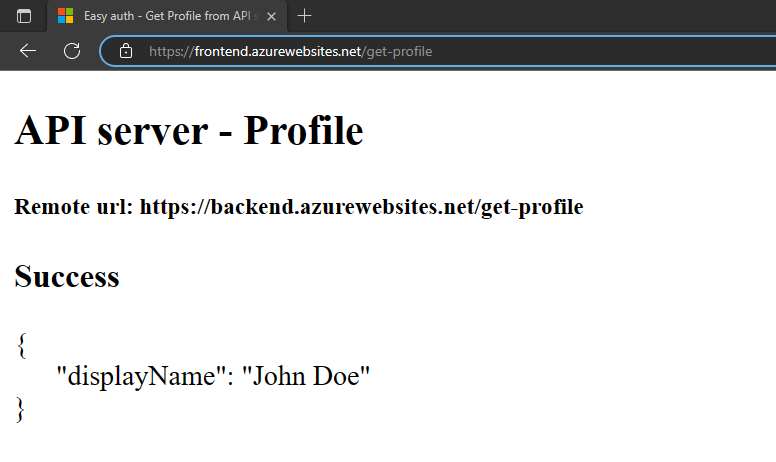 Easy auth - Get Profile from API s
https://frontend.azurewebsites.net/get-profile
API server - Profile
Remote url: https://backend.azurewebsites.net/get-profile
Success
{
"displayName": "John Doe"
}